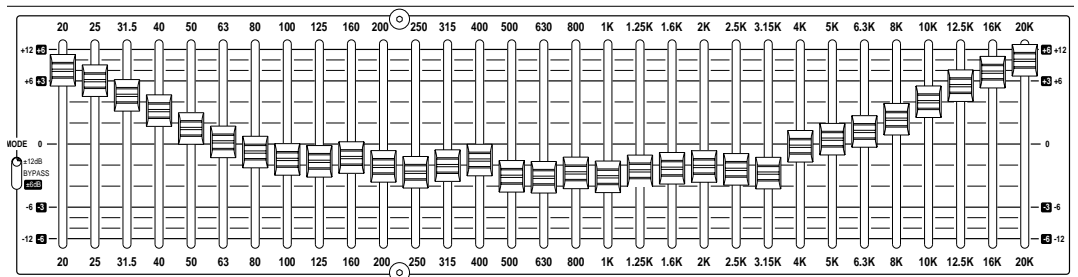 20 25 31.5 40 50 63 80 100 125 160 200 250 315 400 500 630 800 1K 1.25K 1.6K 2K 2.5K 3.15K 4K 5K 6.3K 8K 10K 12.5K 16K 20K
+12 +6 +6 +12
+6 +3 +3 +6
MODE 0 0
±12dB
BYPASS
±6dB
-6 -3 -3 -6
-12 -6 -6 -12
20 25 31.5 40 50 63 80 100 125 160 200 250 315 400 500 630 800 1K 1.25K 1.6K 2K 2.5K 3.15K 4K 5K 6.3K 8K 10K 12.5K 16K 20K